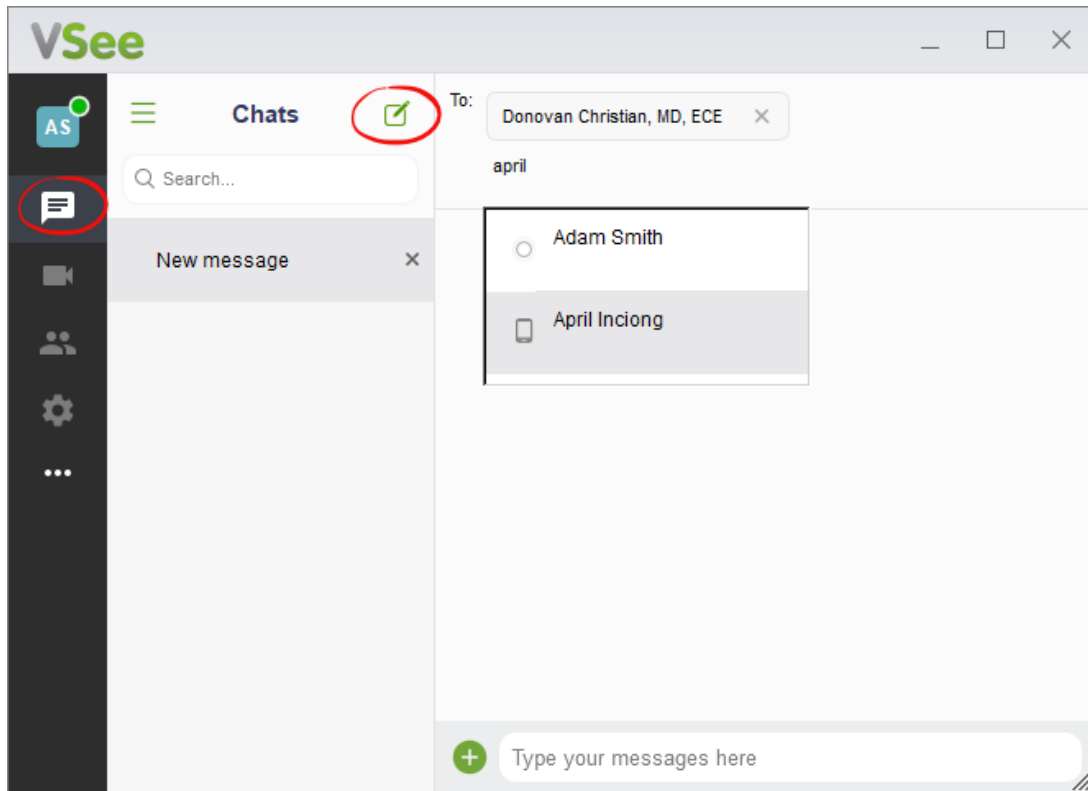 VSee
AS
Chats
Search...
New message
To:
Donovan Christian, MD, ECE
april
Adam Smith
April Inciong
Type your messages here